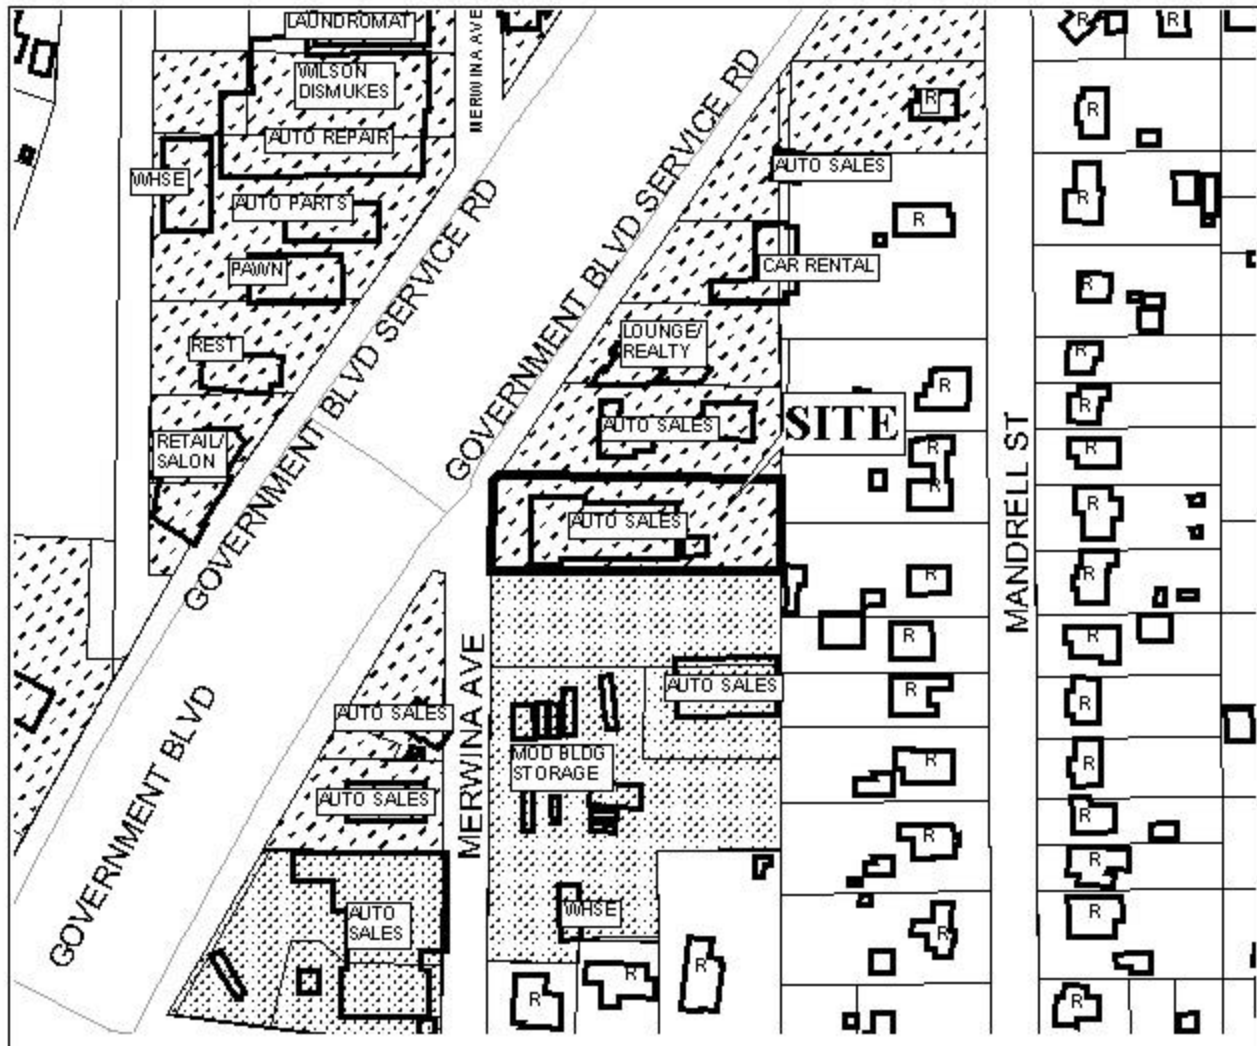 LAUNDROMAT
MERWINA AVE
R
R
WILSON
DISMUKES
R
R
AUTO REPAIR
AUTO SALES
WHSE
AUTO PARTS
R
R
PAWN
CAR RENTAL
R
GOVERNMENT BLVD SERVICE RD
GOVERNMENT BLVD SERVICE RD
REST
LOUNGE/
REALTY
R
R
R
RETAIL/
SALON
AUTO SALES
SITE
R
R
R
AUTO SALES
R
MANDRELL ST
R
R
R
R
MERWINA AVE
AUTO SALES
R
R
AUTO SALES
GOVERNMENT BLVD
MOD BLDG
STORAGE
R
R
AUTO SALES
R
R
R
AUTO
SALES
WHSE
R
R
R
R
R
R